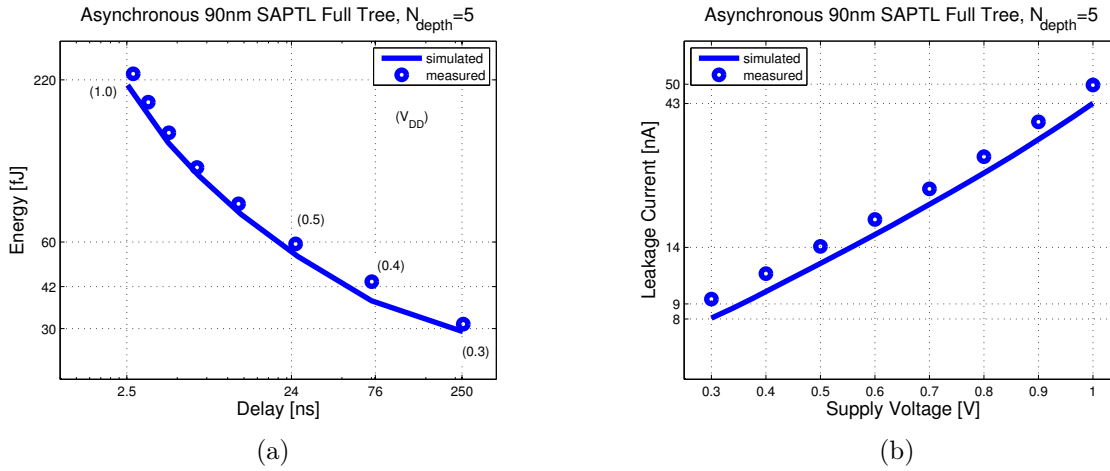 Asynchronous 90nm SAPTL Full Tree, N_depth=5
simulated
measured
220
(1.0)
(V_DD)
Energy [fJ]
(0.5)
60
(0.4)
42
30
(0.3)
2.5 24 76 250
Delay [ns]
(a)
Asynchronous 90nm SAPTL Full Tree, N_depth=5
simulated
measured
50
43
Leakage Current [nA]
14
9
8
0.3 0.4 0.5 0.6 0.7 0.8 0.9 1
Supply Voltage [V]
(b)